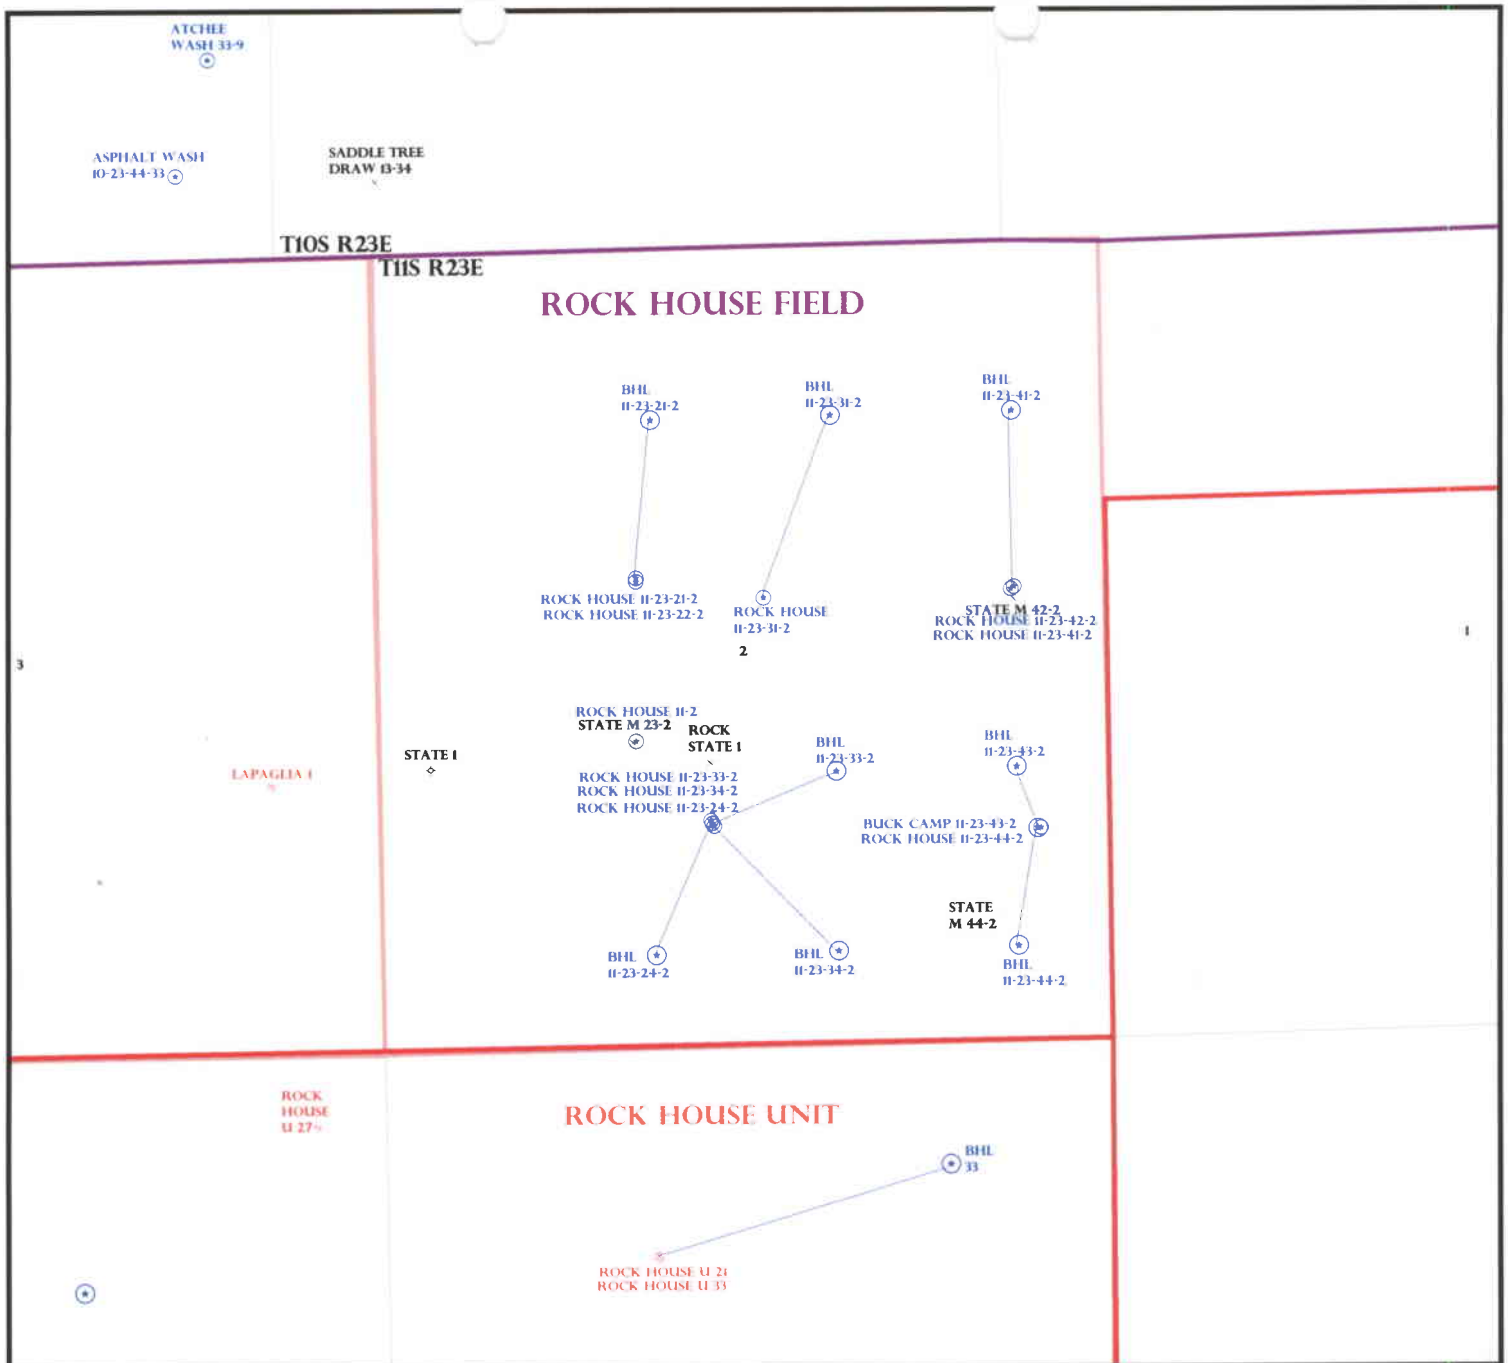 ATCHEE
WASH 33-9
ASPHALT WASH
10-23-44-33
SADDLE TREE
DRAW 13-34
T10S R23E
T11S R23E
ROCK HOUSE FIELD
BHL
11-23-21-2
BHL
11-23-31-2
BHL
11-23-41-2
ROCK HOUSE 11-23-21-2
ROCK HOUSE 11-23-22-2
ROCK HOUSE
11-23-31-2
STATE M 42-2
ROCK HOUSE 11-23-42-2
ROCK HOUSE 11-23-41-2
2
3
1
ROCK HOUSE 11-2
STATE M 23-2
ROCK
STATE 1
STATE 1
LAPAGLIA 1
BHL
11-23-33-2
BHL
11-23-43-2
ROCK HOUSE 11-23-33-2
ROCK HOUSE 11-23-34-2
ROCK HOUSE 11-23-24-2
BUCK CAMP 11-23-43-2
ROCK HOUSE 11-23-44-2
STATE
M 44-2
BHL
11-23-24-2
BHL
11-23-34-2
BHL
11-23-44-2
ROCK
HOUSE
U 27
ROCK HOUSE UNIT
BHL
33
ROCK HOUSE U 21
ROCK HOUSE U 33